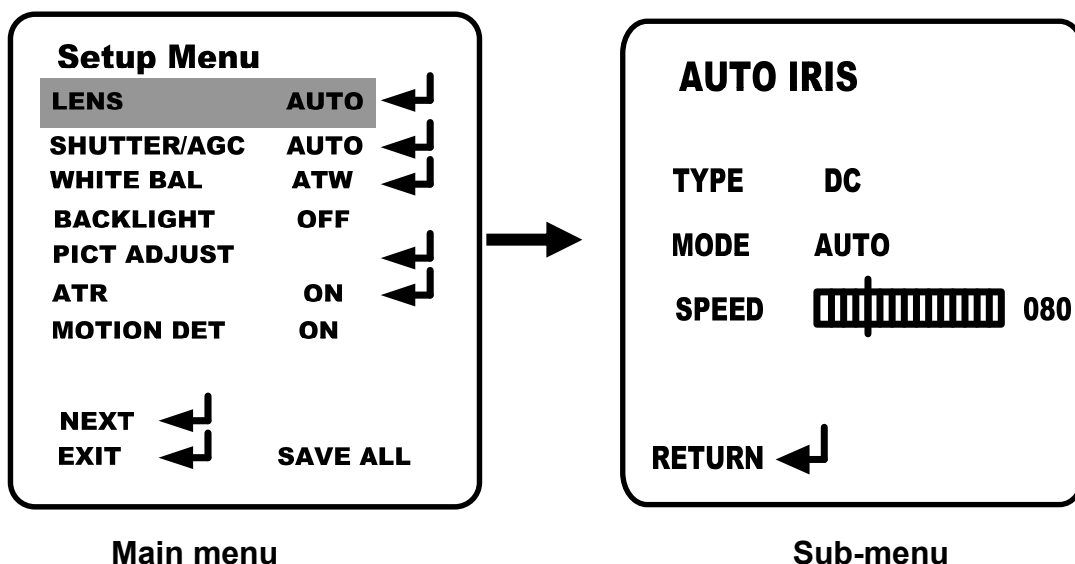 Setup Menu
LENS AUTO
SHUTTER/AGC AUTO
WHITE BAL ATW
BACKLIGHT OFF
PICT ADJUST
ATR ON
MOTION DET ON
NEXT
EXIT SAVE ALL
Main menu
AUTO IRIS
TYPE DC
MODE AUTO
SPEED 080
RETURN
Sub-menu